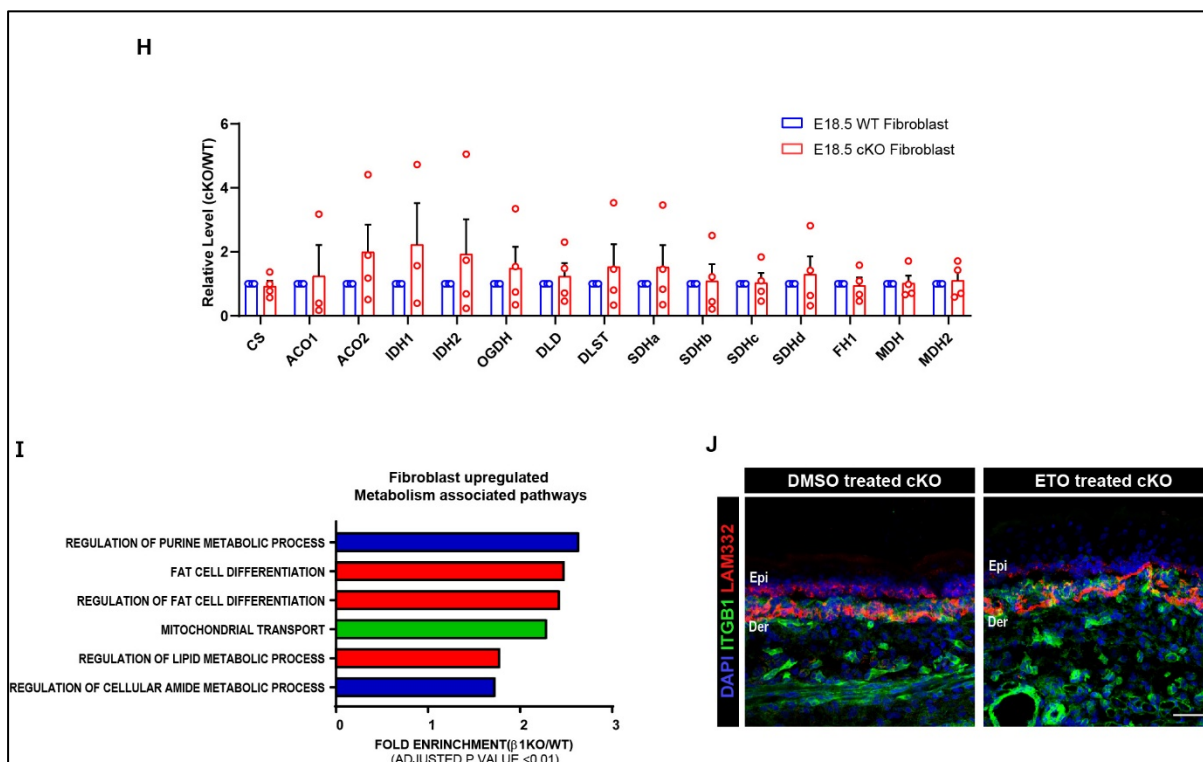 H
6
4
2
0
Relative Level (cKO/WT)
E18.5 WT Fibroblast
E18.5 cKO Fibroblast
CS
ACO1
ACO2
IDH1
IDH2
OGDH
DLD
DLST
SDHa
SDHb
SDHc
SDHd
FH1
MDH
MDH2
I
Fibroblast upregulated
Metabolism associated pathways
REGULATION OF PURINE METABOLIC PROCESS
FAT CELL DIFFERENTIATION
REGULATION OF FAT CELL DIFFERENTIATION
MITOCHONDRIAL TRANSPORT
REGULATION OF LIPID METABOLIC PROCESS
REGULATION OF CELLULAR AMIDE METABOLIC PROCESS
0 1 2 3
FOLD ENRINCHMENT(β1KO/WT)
(ADJUSTED P VALUE <0.01)
J
DMSO treated cKO
ETO treated cKO
DAPI ITGB1 LAM332
Epi
Der
Epi
Der